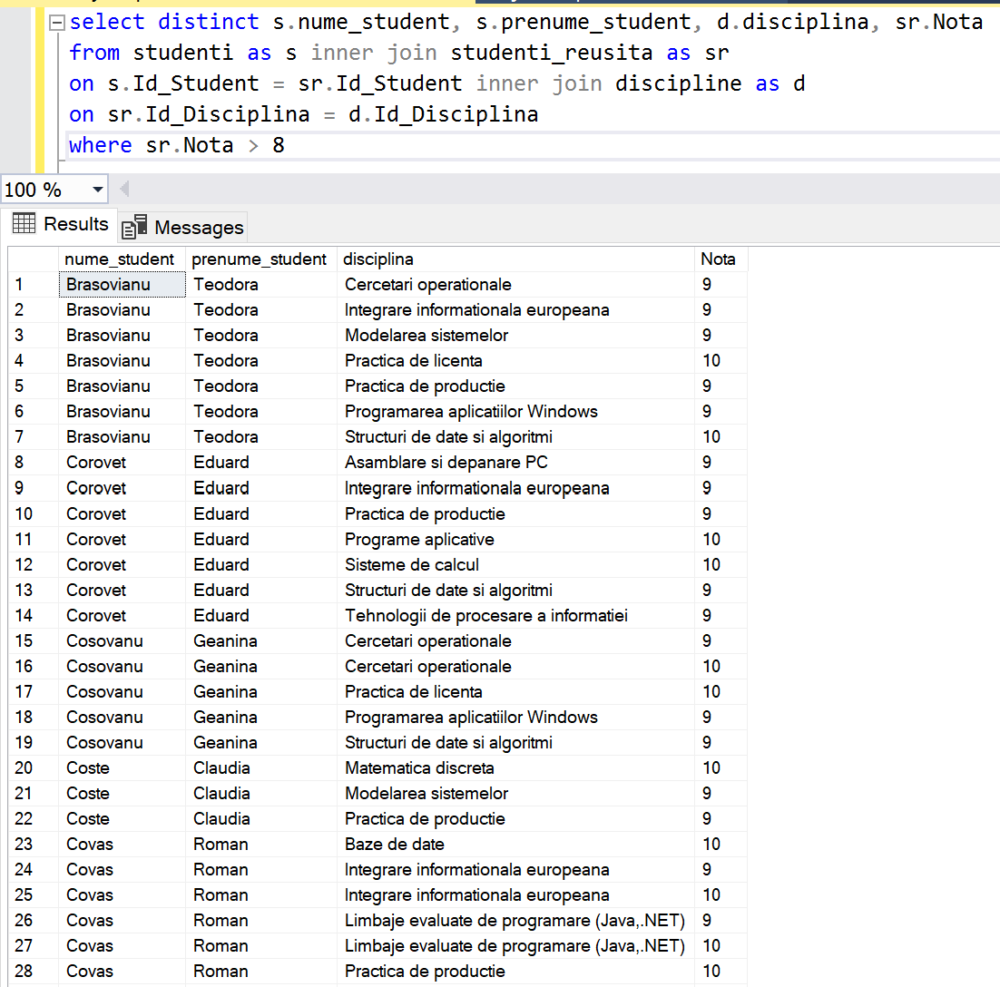 select distinct s.nume_student, s.prenume_student, d.disciplina, sr.Nota
from studenti as s inner join studenti_reusita as sr
on s.Id_Student = sr.Id_Student inner join discipline as d
on sr.Id_Disciplina = d.Id_Disciplina
where sr.Nota > 8
100 %
Results Messages
nume_student prenume_student disciplina Nota
1 Brasovianu Teodora Cercetari operationale 9
2 Brasovianu Teodora Integrare informationala europeana 9
3 Brasovianu Teodora Modelarea sistemelor 9
4 Brasovianu Teodora Practica de licenta 10
5 Brasovianu Teodora Practica de productie 9
6 Brasovianu Teodora Programarea aplicatiilor Windows 9
7 Brasovianu Teodora Structuri de date si algoritmi 10
8 Corovet Eduard Asamblare si depanare PC 9
9 Corovet Eduard Integrare informationala europeana 9
10 Corovet Eduard Practica de productie 9
11 Corovet Eduard Programe aplicative 10
12 Corovet Eduard Sisteme de calcul 10
13 Corovet Eduard Structuri de date si algoritmi 9
14 Corovet Eduard Tehnologii de procesare a informatiei 9
15 Cosovanu Geanina Cercetari operationale 9
16 Cosovanu Geanina Cercetari operationale 10
17 Cosovanu Geanina Practica de licenta 10
18 Cosovanu Geanina Programarea aplicatiilor Windows 9
19 Cosovanu Geanina Structuri de date si algoritmi 9
20 Coste Claudia Matematica discreta 10
21 Coste Claudia Modelarea sistemelor 9
22 Coste Claudia Practica de productie 9
23 Covas Roman Baze de date 10
24 Covas Roman Integrare informationala europeana 9
25 Covas Roman Integrare informationala europeana 10
26 Covas Roman Limbaje evaluate de programare (Java,.NET) 9
27 Covas Roman Limbaje evaluate de programare (Java,.NET) 10
28 Covas Roman Practica de productie 10